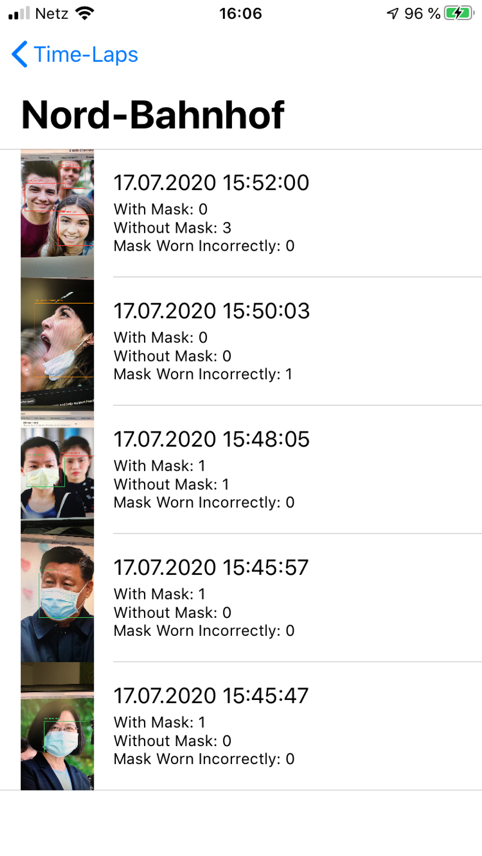 Netz 16:06 96 %
Time-Laps
Nord-Bahnhof
17.07.2020 15:52:00
With Mask: 0
Without Mask: 3
Mask Worn Incorrectly: 0
17.07.2020 15:50:03
With Mask: 0
Without Mask: 0
Mask Worn Incorrectly: 1
17.07.2020 15:48:05
With Mask: 1
Without Mask: 1
Mask Worn Incorrectly: 0
17.07.2020 15:45:57
With Mask: 1
Without Mask: 0
Mask Worn Incorrectly: 0
17.07.2020 15:45:47
With Mask: 1
Without Mask: 0
Mask Worn Incorrectly: 0